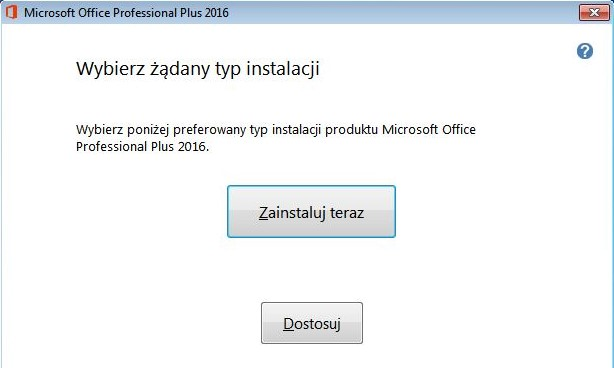 Microsoft Office Professional Plus 2016
Wybierz żądany typ instalacji
Wybierz poniżej preferowany typ instalacji produktu Microsoft Office
Professional Plus 2016.
Zainstaluj teraz
Dostosuj